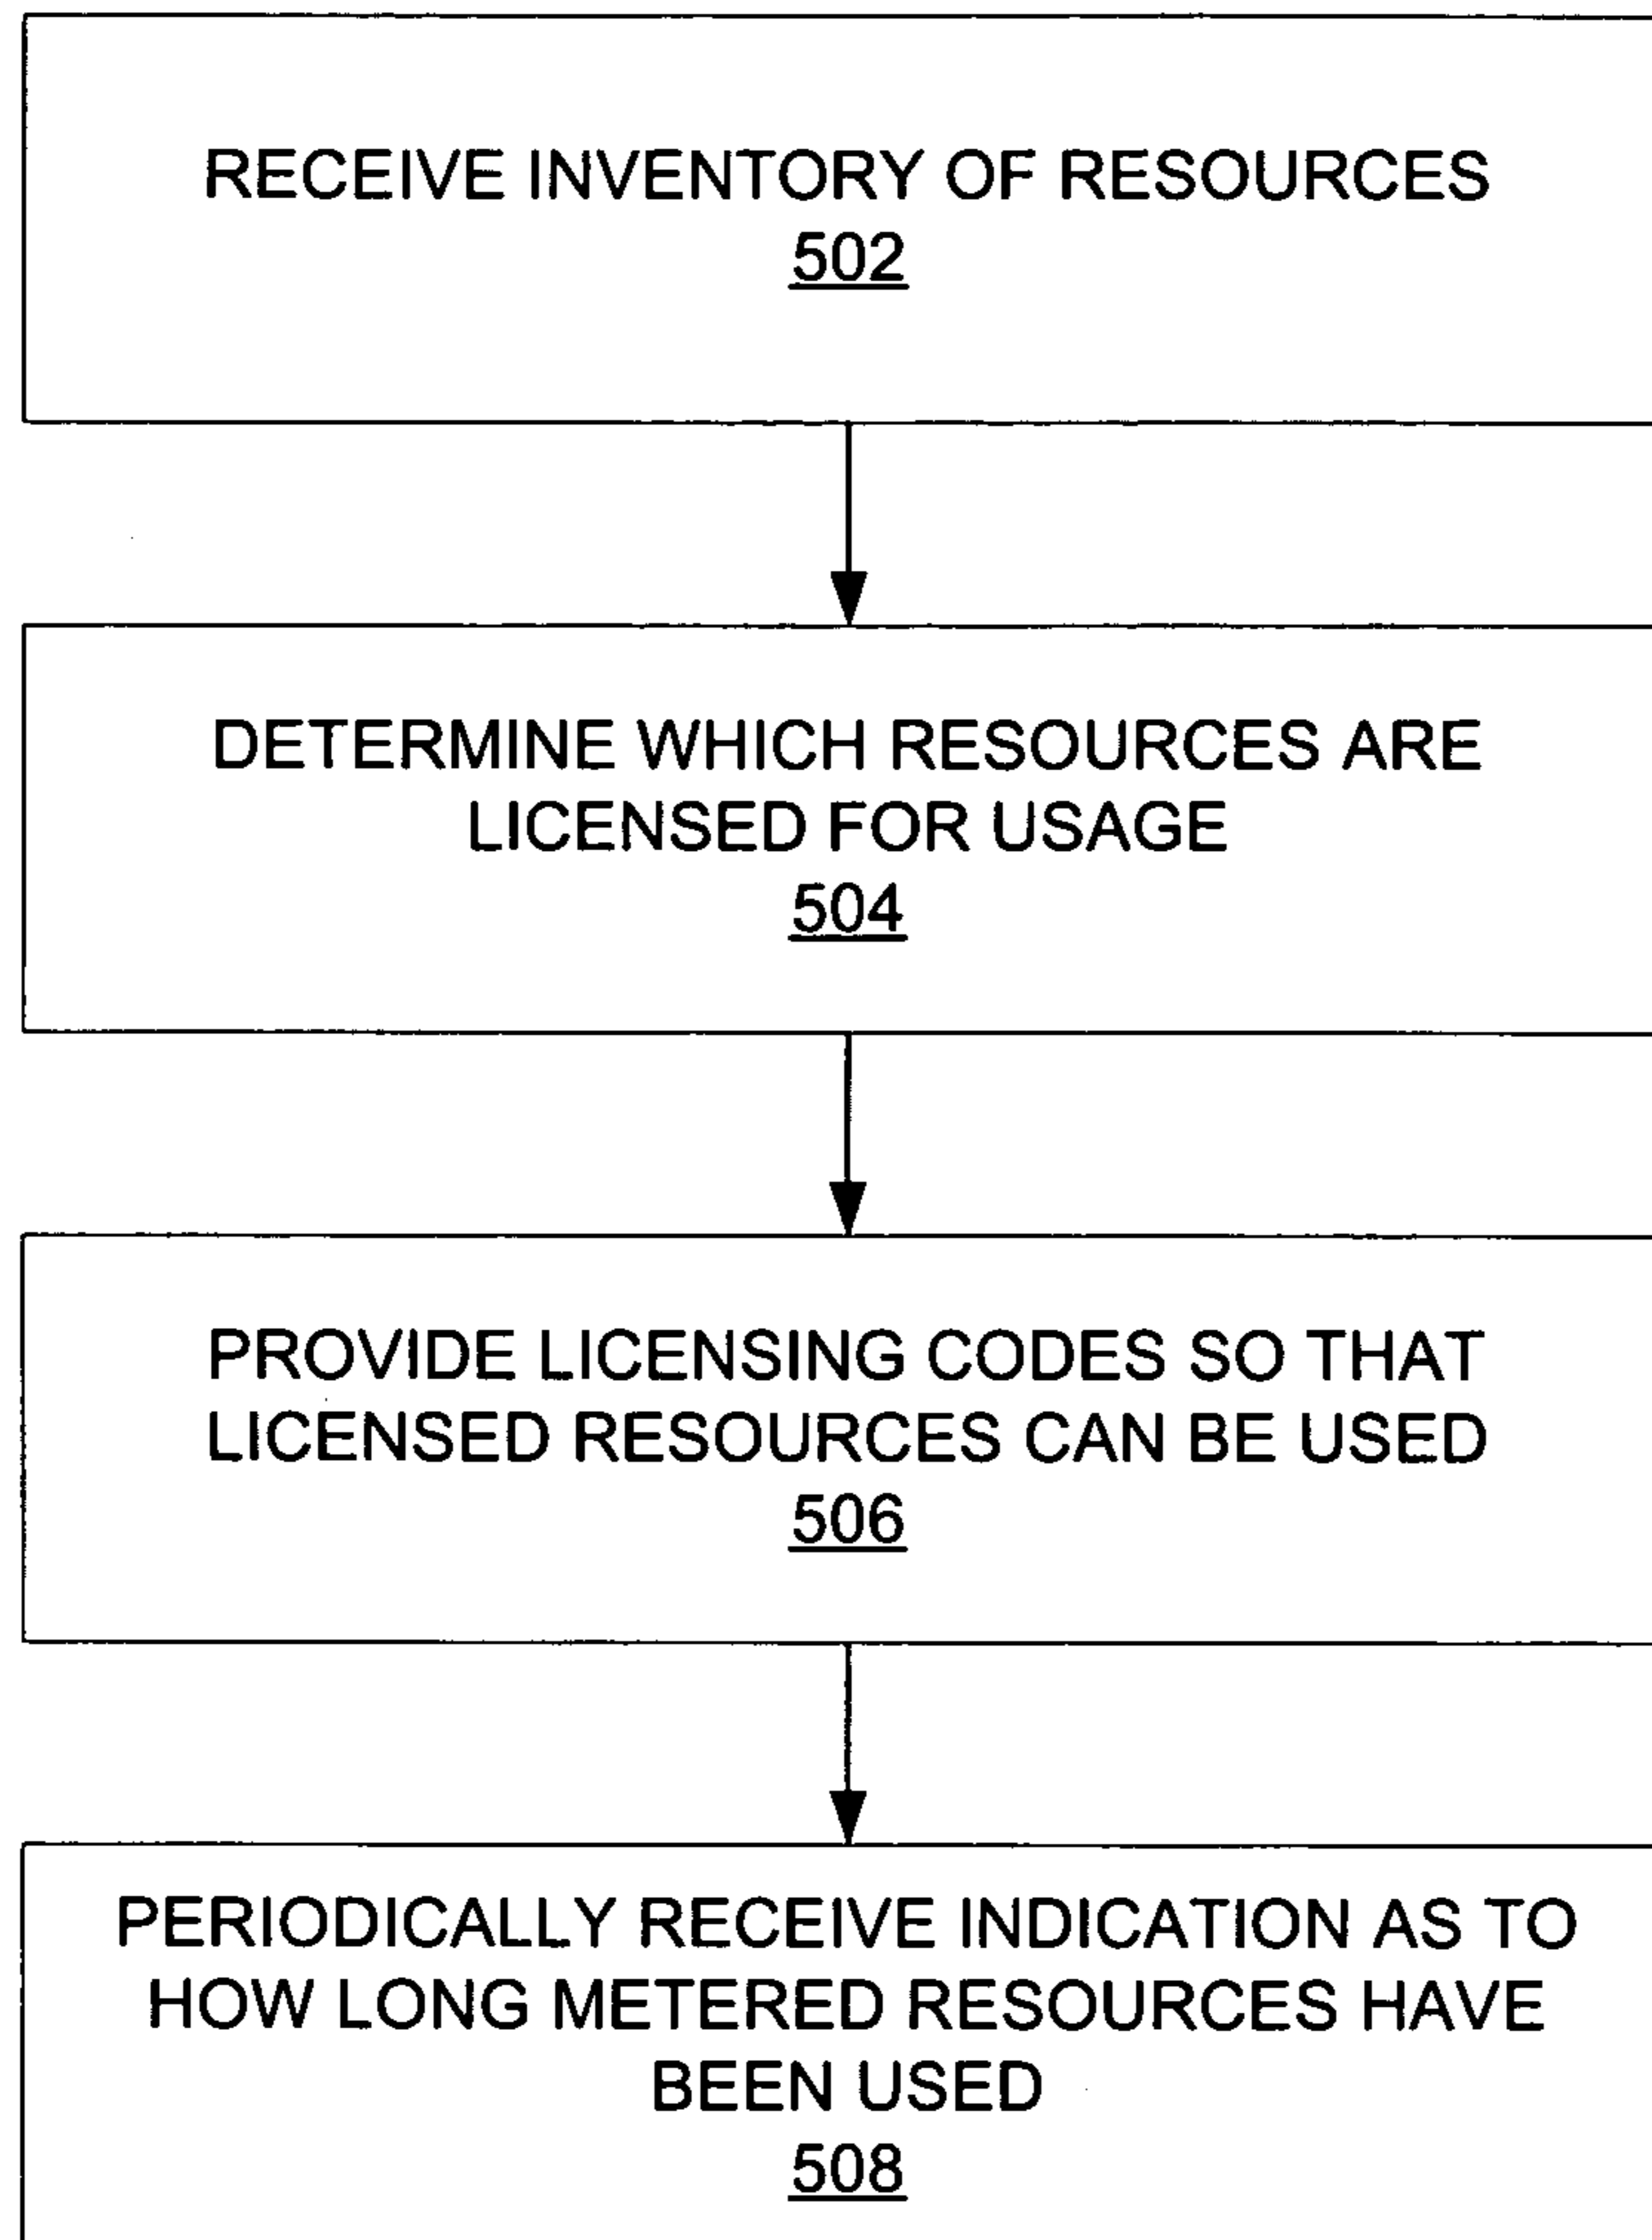 RECEIVE INVENTORY OF RESOURCES
502
DETERMINE WHICH RESOURCES ARE
LICENSED FOR USAGE
504
PROVIDE LICENSING CODES SO THAT
LICENSED RESOURCES CAN BE USED
506
PERIODICALLY RECEIVE INDICATION AS TO
HOW LONG METERED RESOURCES HAVE
BEEN USED
508